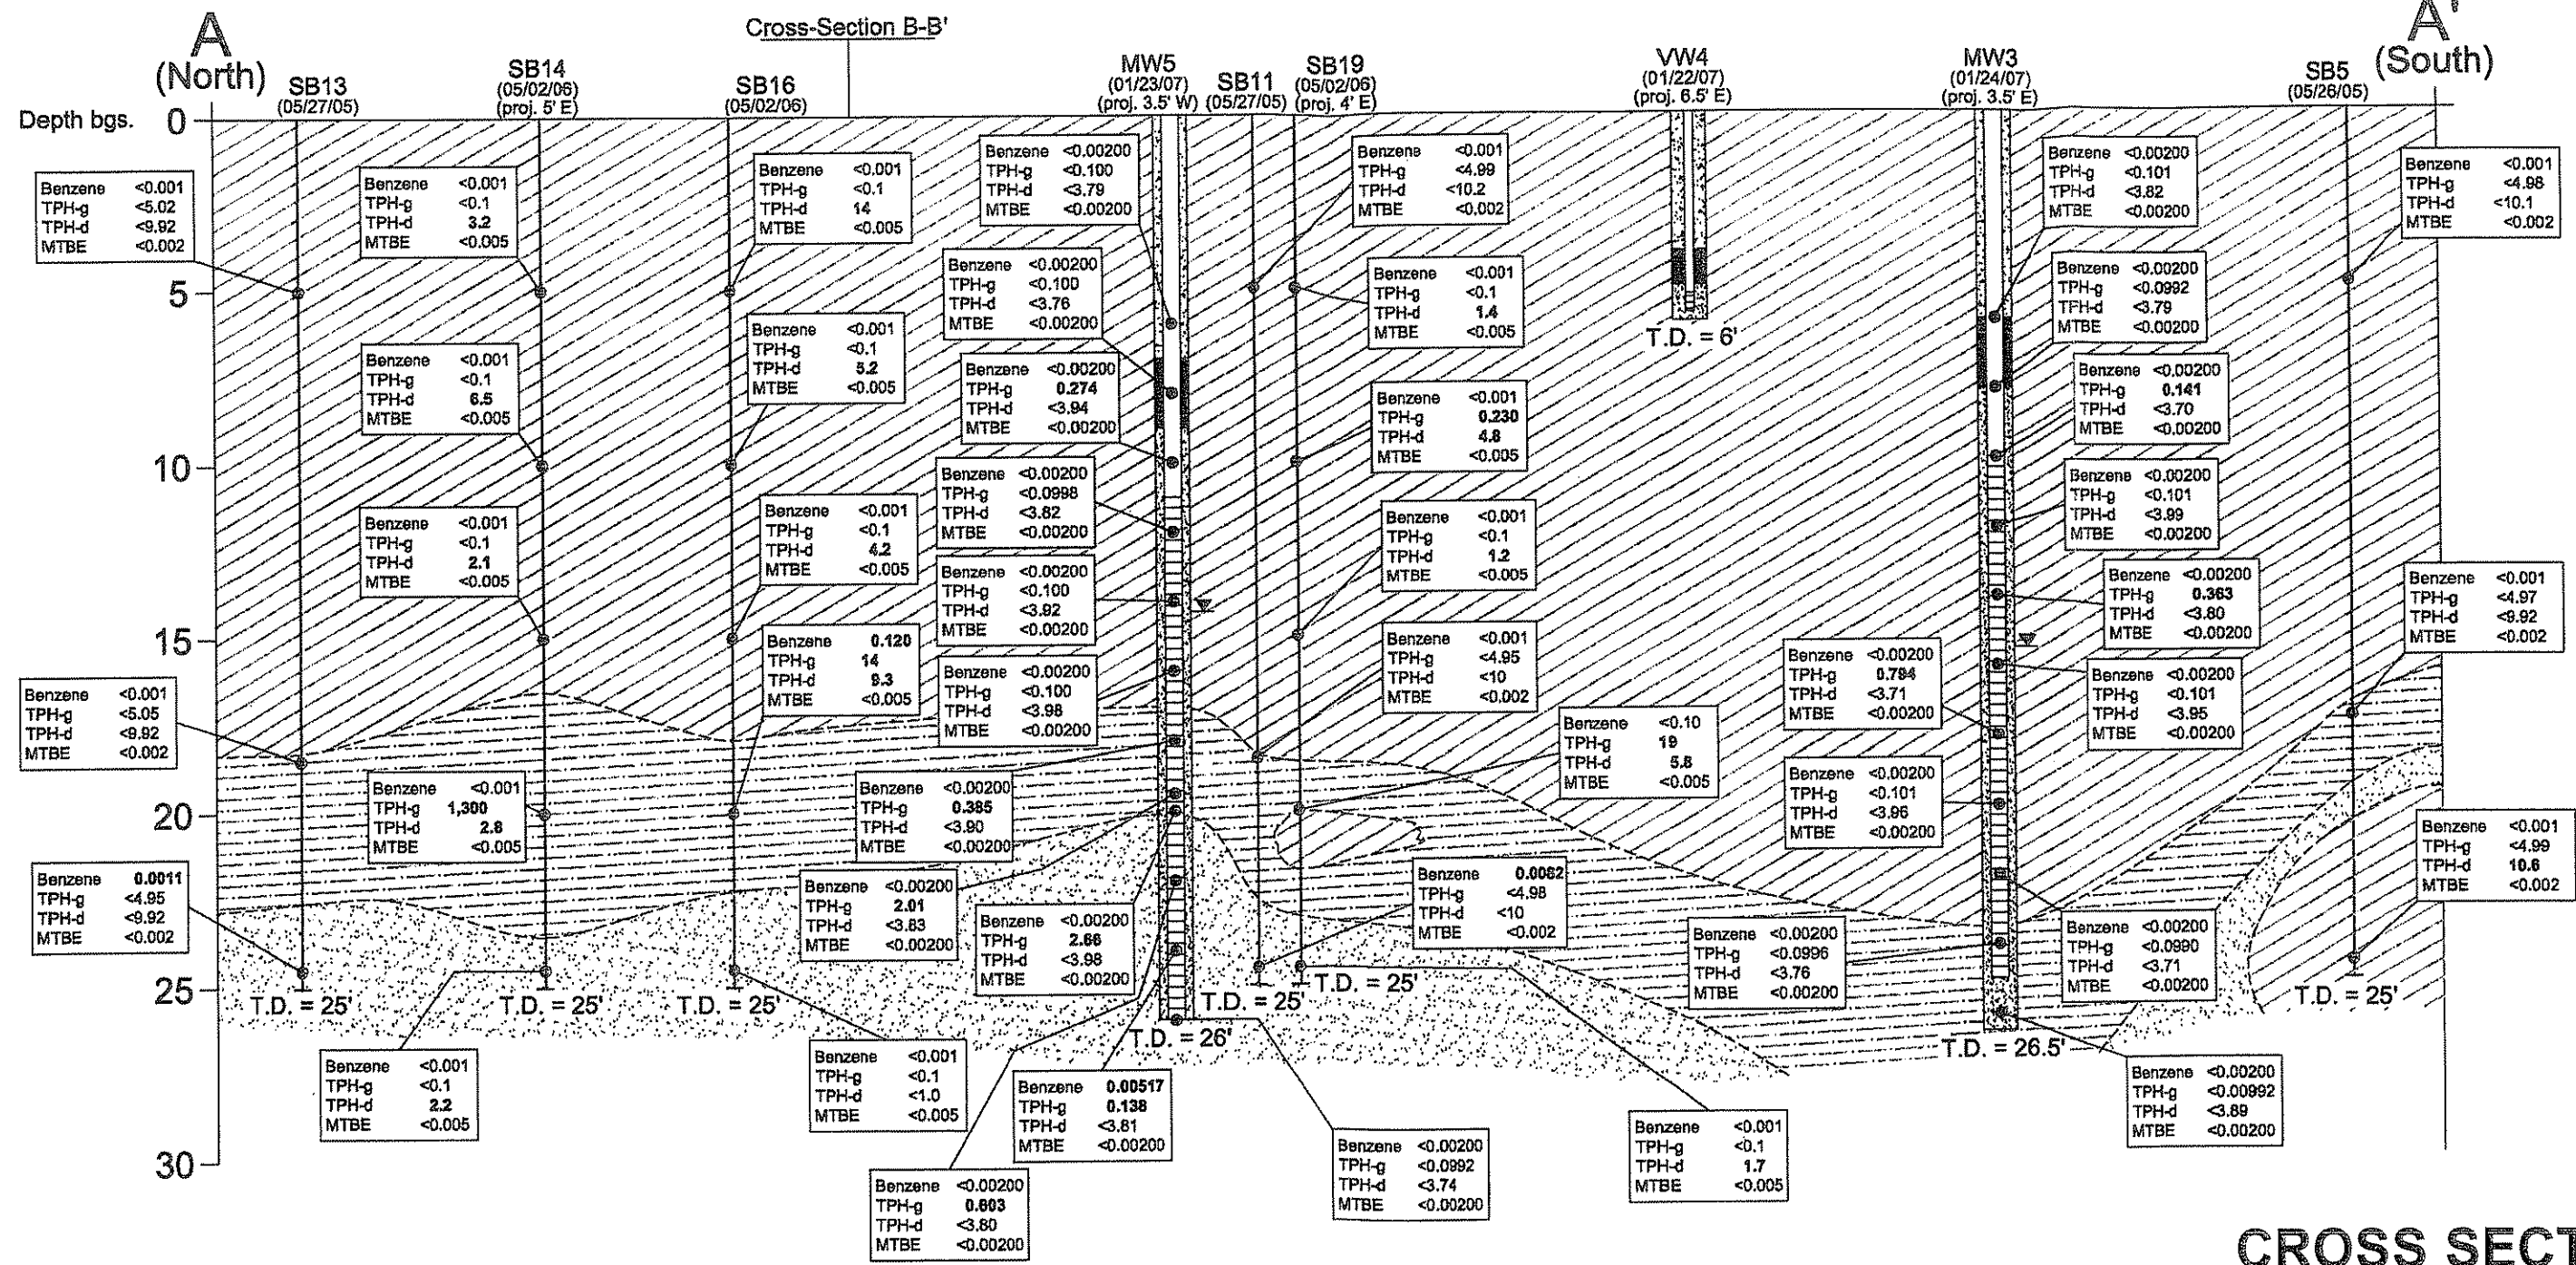 A
(North)
Cross-Section B-B'
A'
(South)
SB13
(05/27/05)
SB14
(05/02/06)
(proj. 5' E)
SB16
(05/02/06)
MW5
(01/23/07)
(proj. 3.5' W)
SB11
(05/27/05)
SB19
(05/02/06)
(proj. 4' E)
VW4
(01/22/07)
(proj. 6.5' E)
MW3
(01/24/07)
(proj. 3.5' E)
SB5
(05/26/05)
Depth bgs.
0
5
10
15
20
25
30
Benzene <0.001
TPH-g <5.02
TPH-d <9.92
MTBE <0.002
Benzene <0.001
TPH-g <5.05
TPH-d <9.92
MTBE <0.002
Benzene 0.0011
TPH-g <4.95
TPH-d <9.92
MTBE <0.002
T.D. = 25'
Benzene <0.001
TPH-g <0.1
TPH-d 3.2
MTBE <0.005
Benzene <0.001
TPH-g <0.1
TPH-d 6.5
MTBE <0.005
Benzene <0.001
TPH-g <0.1
TPH-d 2.1
MTBE <0.005
Benzene <0.001
TPH-g 1,300
TPH-d 2.8
MTBE <0.005
T.D. = 25'
Benzene <0.001
TPH-g <0.1
TPH-d 2.2
MTBE <0.005
Benzene <0.001
TPH-g <0.1
TPH-d 14
MTBE <0.005
Benzene <0.001
TPH-g <0.1
TPH-d 5.2
MTBE <0.005
Benzene <0.001
TPH-g <0.1
TPH-d 4.2
MTBE <0.005
Benzene 0.120
TPH-g 14
TPH-d 9.3
MTBE <0.005
T.D. = 25'
Benzene <0.001
TPH-g <0.1
TPH-d <1.0
MTBE <0.005
Benzene <0.00200
TPH-g <0.100
TPH-d <3.79
MTBE <0.00200
Benzene <0.00200
TPH-g <0.100
TPH-d <3.76
MTBE <0.00200
Benzene <0.00200
TPH-g 0.274
TPH-d <3.94
MTBE <0.00200
Benzene <0.00200
TPH-g <0.0998
TPH-d <3.82
MTBE <0.00200
Benzene <0.00200
TPH-g <0.100
TPH-d <3.92
MTBE <0.00200
Benzene <0.00200
TPH-g <0.100
TPH-d <3.98
MTBE <0.00200
Benzene <0.00200
TPH-g 0.385
TPH-d <3.90
MTBE <0.00200
Benzene <0.00200
TPH-g 2.01
TPH-d <3.83
MTBE <0.00200
Benzene <0.00200
TPH-g 2.66
TPH-d <3.98
MTBE <0.00200
T.D. = 26'
Benzene 0.00517
TPH-g 0.138
TPH-d <3.81
MTBE <0.00200
Benzene <0.00200
TPH-g 0.603
TPH-d <3.80
MTBE <0.00200
Benzene <0.00200
TPH-g <0.0992
TPH-d <3.74
MTBE <0.00200
Benzene <0.001
TPH-g <4.99
TPH-d <10.2
MTBE <0.002
Benzene <0.001
TPH-g <0.1
TPH-d 1.4
MTBE <0.005
Benzene <0.001
TPH-g 0.230
TPH-d 4.8
MTBE <0.005
Benzene <0.001
TPH-g <0.1
TPH-d 1.2
MTBE <0.005
Benzene <0.001
TPH-g <4.95
TPH-d <10
MTBE <0.002
Benzene <0.10
TPH-g 19
TPH-d 5.8
MTBE <0.005
Benzene 0.0062
TPH-g <4.98
TPH-d <10
MTBE <0.002
T.D. = 25'
T.D. = 25'
Benzene <0.001
TPH-g <0.1
TPH-d 1.7
MTBE <0.005
T.D. = 6'
Benzene <0.00200
TPH-g <0.101
TPH-d <3.82
MTBE <0.00200
Benzene <0.00200
TPH-g <0.0992
TPH-d <3.79
MTBE <0.00200
Benzene <0.00200
TPH-g 0.141
TPH-d <3.70
MTBE <0.00200
Benzene <0.00200
TPH-g <0.101
TPH-d <3.99
MTBE <0.00200
Benzene <0.00200
TPH-g 0.363
TPH-d <3.80
MTBE <0.00200
Benzene <0.00200
TPH-g <0.101
TPH-d <3.95
MTBE <0.00200
Benzene <0.00200
TPH-g 0.794
TPH-d <3.71
MTBE <0.00200
Benzene <0.00200
TPH-g <0.101
TPH-d <3.96
MTBE <0.00200
Benzene <0.00200
TPH-g <0.0990
TPH-d <3.71
MTBE <0.00200
Benzene <0.00200
TPH-g <0.0996
TPH-d <3.76
MTBE <0.00200
T.D. = 26.5'
Benzene <0.00200
TPH-g <0.00992
TPH-d <3.89
MTBE <0.00200
Benzene <0.001
TPH-g <4.98
TPH-d <10.1
MTBE <0.002
Benzene <0.001
TPH-g <4.97
TPH-d <9.92
MTBE <0.002
Benzene <0.001
TPH-g <4.99
TPH-d 10.6
MTBE <0.002
T.D. = 25'
CROSS SECT